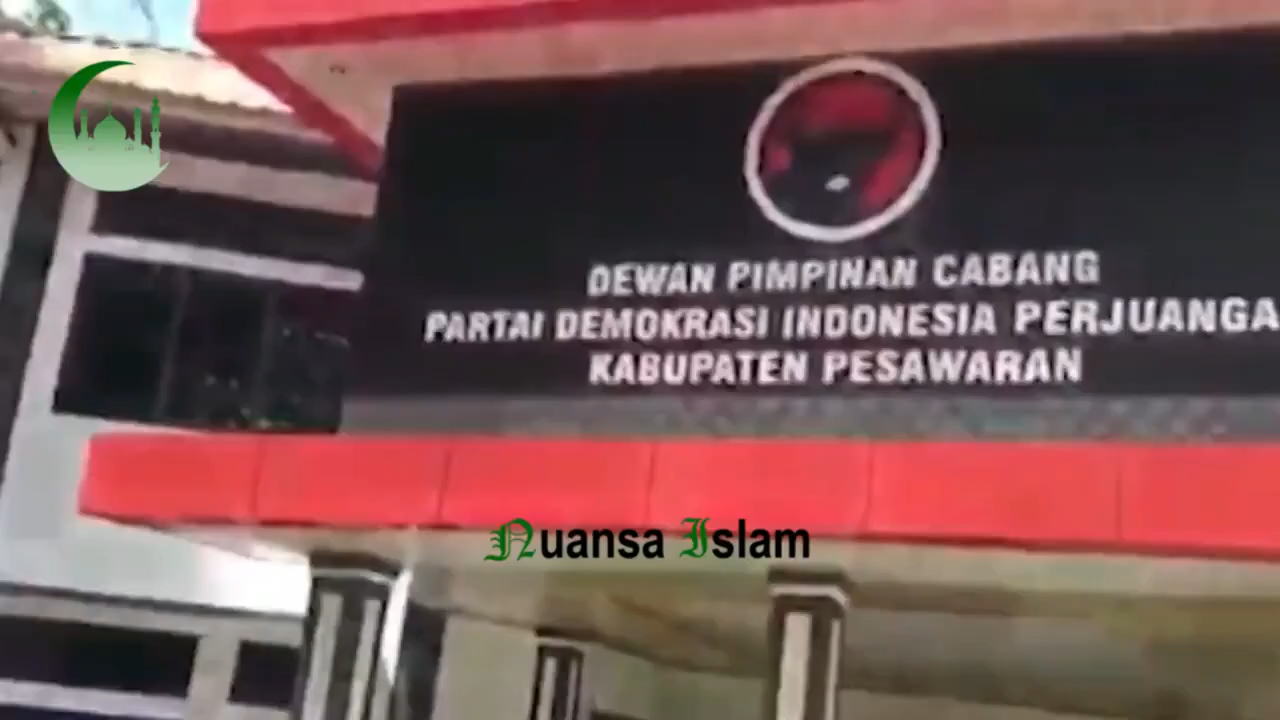 DEWAN PIMPINAN CABANG
PARTAI DEMOKRASI INDONESIA PERJUANGA
KABUPATEN PESAWARAN
Nuansa Islam